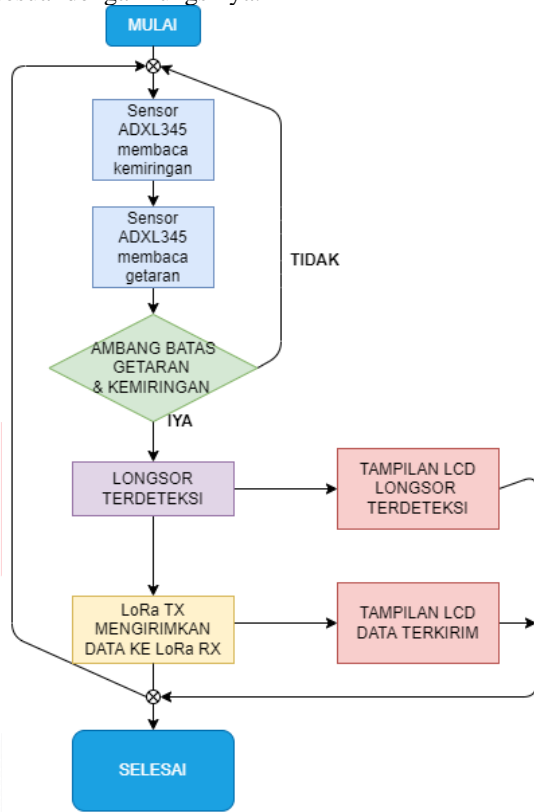 MULAI
Sensor
ADXL345
membaca
kemiringan
Sensor
ADXL345
membaca
getaran
TIDAK
AMBANG BATAS
GETARAN
& KEMIRINGAN
IYA
LONGSOR
TERDETEKSI
TAMPILAN LCD
LONGSOR
TERDETEKSI
LoRa TX
MENGIRIMKAN
DATA KE LoRa RX
TAMPILAN LCD
DATA TERKIRIM
SELESAI